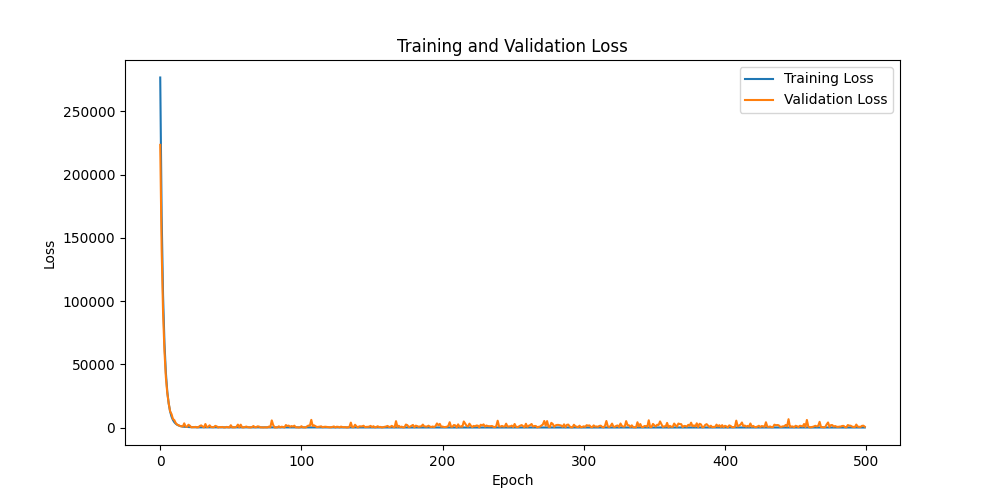 Training and Validation Loss
Training Loss
Validation Loss
250000
200000
150000
100000
50000
0
Loss
0 100 200 300 400 500
Epoch